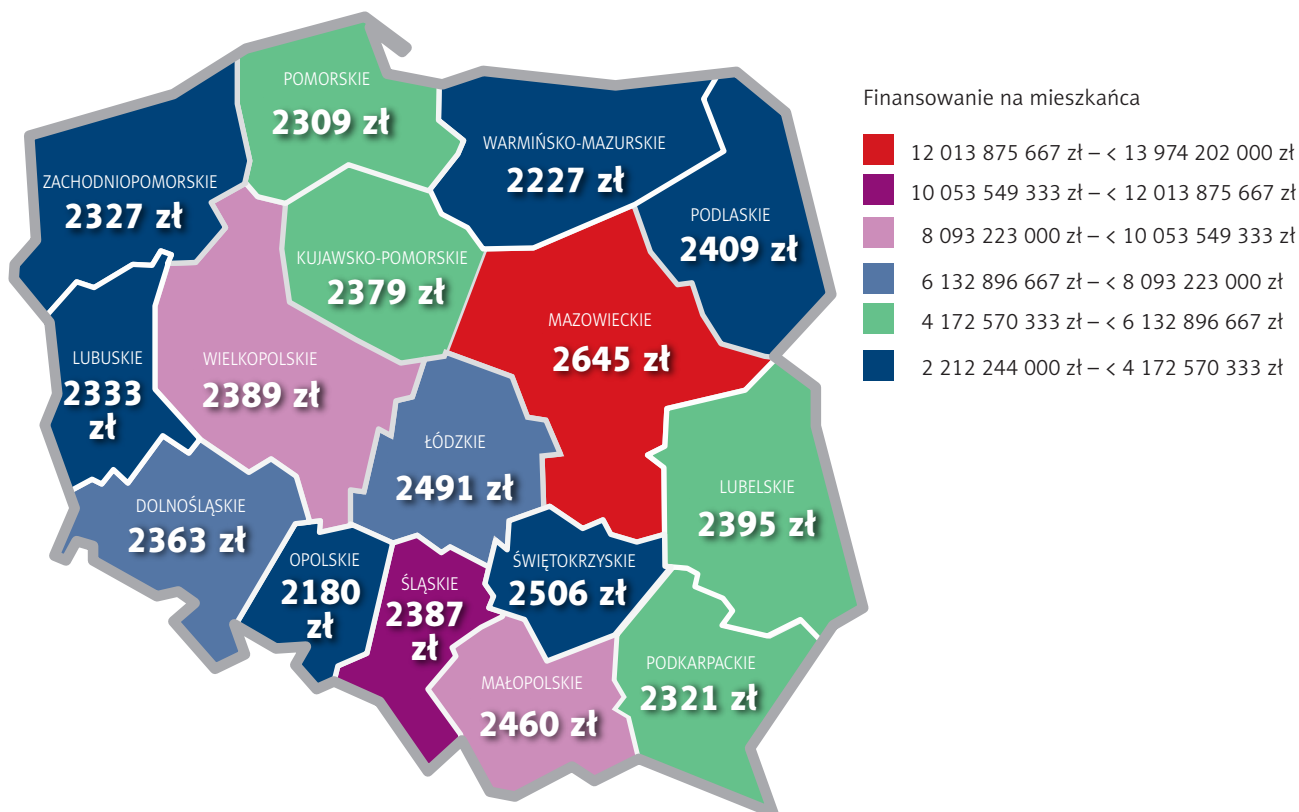 POMORSKIE
2309 zł
WARMIŃSKO-MAZURSKIE
2227 zł
ZACHODNIOPOMORSKIE
2327 zł
PODLASKIE
2409 zł
KUJAWSKO-POMORSKIE
2379 zł
MAZOWIECKIE
2645 zł
LUBUSKIE
2333
zł
WIELKOPOLSKIE
2389 zł
ŁÓDZKIE
2491 zł
LUBELSKIE
2395 zł
DOLNOŚLĄSKIE
2363 zł
OPOLSKIE
2180
zł
ŚLĄSKIE
2387
zł
ŚWIĘTOKRZYSKIE
2506 zł
MAŁOPOLSKIE
2460 zł
PODKARPACKIE
2321 zł
Finansowanie na mieszkańca
12 013 875 667 zł – < 13 974 202 000 zł
10 053 549 333 zł – < 12 013 875 667 zł
8 093 223 000 zł – < 10 053 549 333 zł
6 132 896 667 zł – < 8 093 223 000 zł
4 172 570 333 zł – < 6 132 896 667 zł
2 212 244 000 zł – < 4 172 570 333 zł